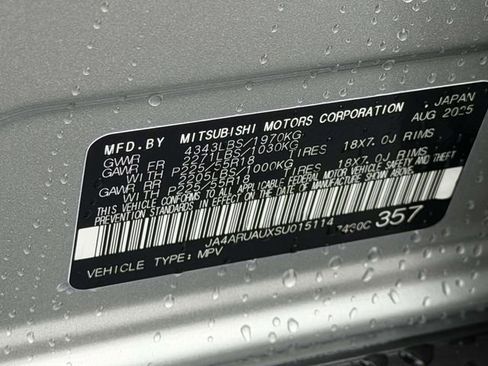 MFD.BY MITSUBISHI MOTORS CORPORATION JAPAN
GWWR 4343LBS/1970KG AUG 2025
GAWR FR 2271LBS/1030KG
WITH P225/55R18 TIRES 18X7.0J RIMS
GAWR RR 2205LBS/1000KG
WITH P225/55R18 TIRES 18X7.0J RIMS
THIS VEHICLE CONFORMS TO ALL APPLICABLE FEDERAL MOTOR VEHICLE SAFETY, BUMPER, AND THEFT
PREVENTION STANDARDS IN EFFECT ON THE DATE OF MANUFACTURE SHOWN ABOVE.
JA4ARUAUXSU015114 7430C 357
VEHICLE TYPE: MPV